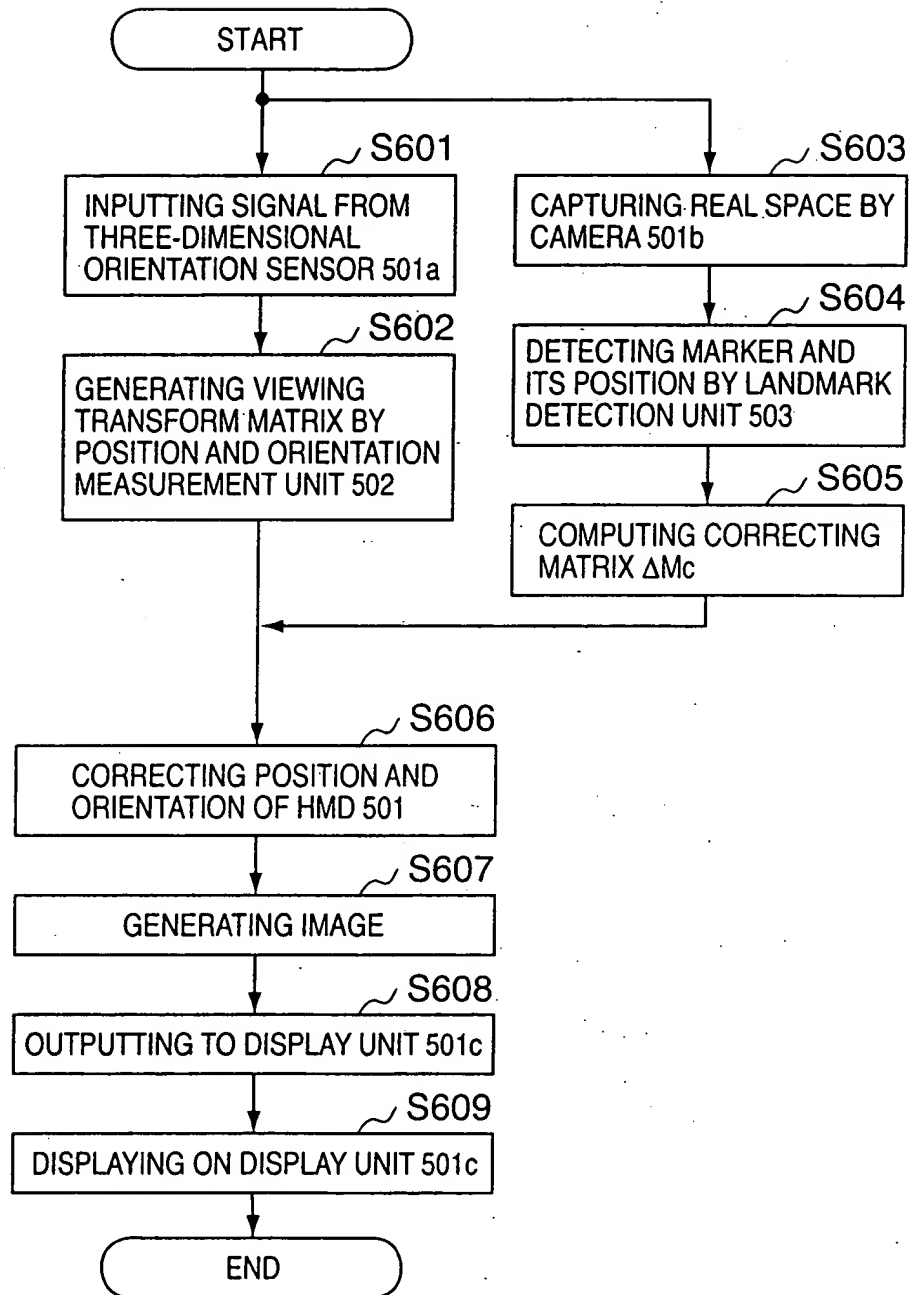 START
S601
INPUTTING SIGNAL FROM
THREE-DIMENSIONAL
ORIENTATION SENSOR 501a
S602
GENERATING VIEWING
TRANSFORM MATRIX BY
POSITION AND ORIENTATION
MEASUREMENT UNIT 502
S603
CAPTURING REAL SPACE BY
CAMERA 501b
S604
DETECTING MARKER AND
ITS POSITION BY LANDMARK
DETECTION UNIT 503
S605
COMPUTING CORRECTING
MATRIX ΔMc
S606
CORRECTING POSITION AND
ORIENTATION OF HMD 501
S607
GENERATING IMAGE
S608
OUTPUTTING TO DISPLAY UNIT 501c
S609
DISPLAYING ON DISPLAY UNIT 501c
END